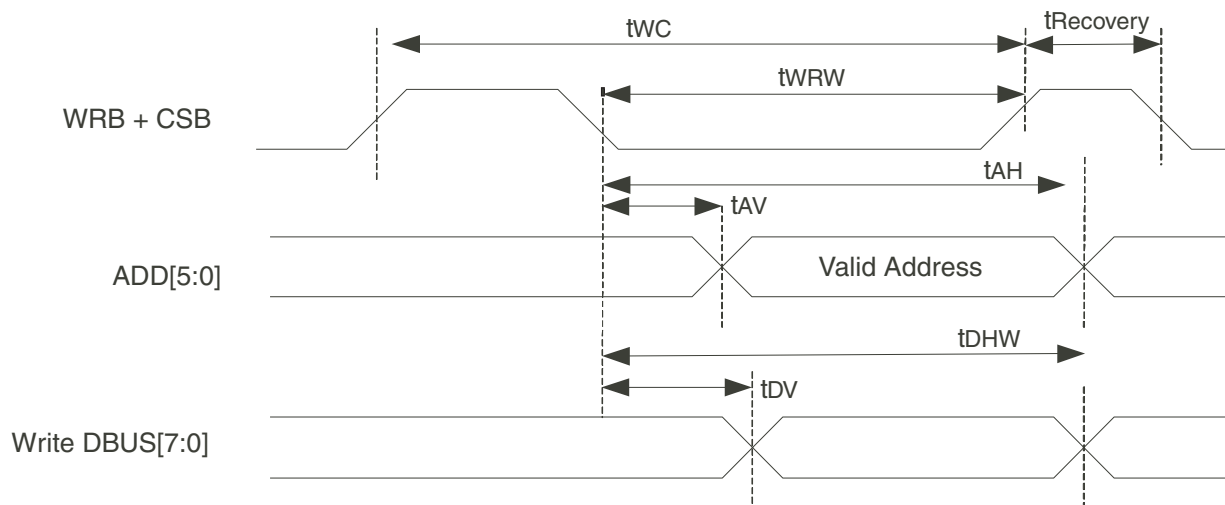 tWC
tRecovery
tWRW
WRB + CSB
tAH
tAV
ADD[5:0]
Valid Address
tDHW
tDV
Write DBUS[7:0]